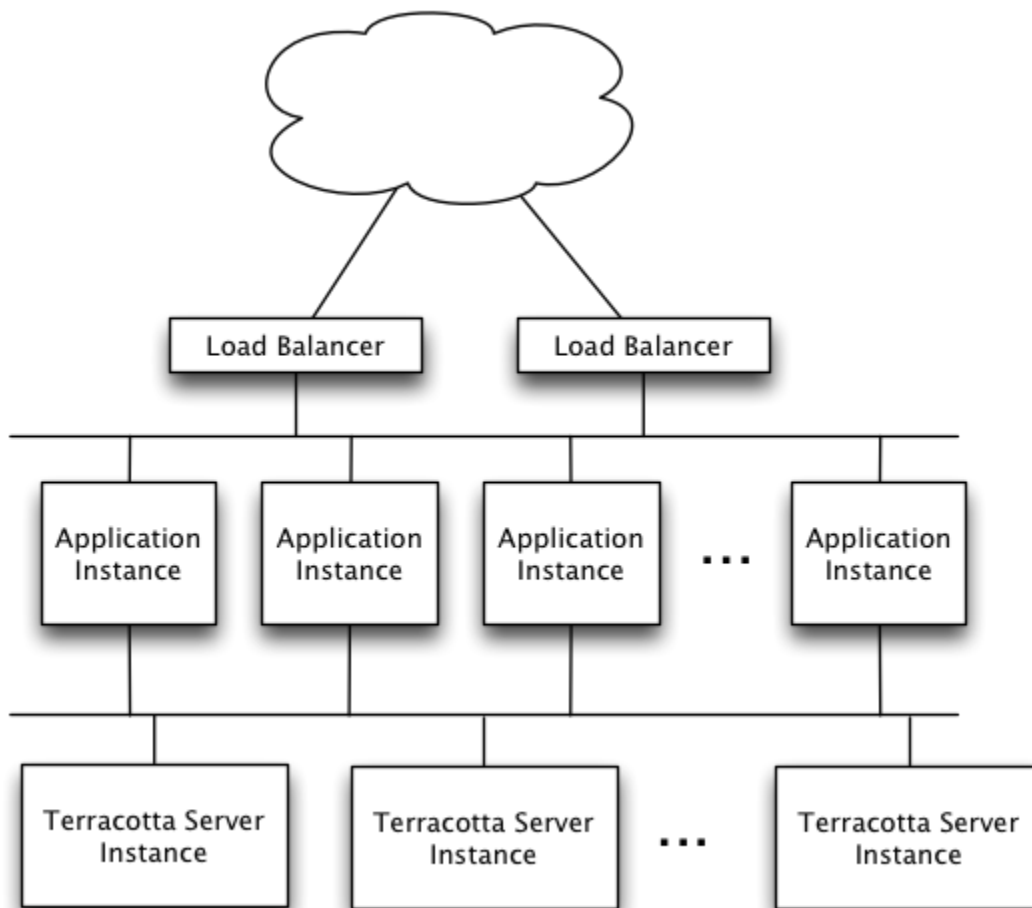 Load Balancer
Load Balancer
Application
Instance
Application
Instance
Application
Instance
...
Application
Instance
Terracotta Server
Instance
Terracotta Server
Instance
...
Terracotta Server
Instance